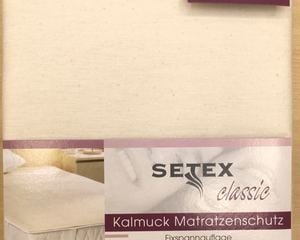 SETEX
classic
Kalmuck Matratzenschutz
Fixspannauflage